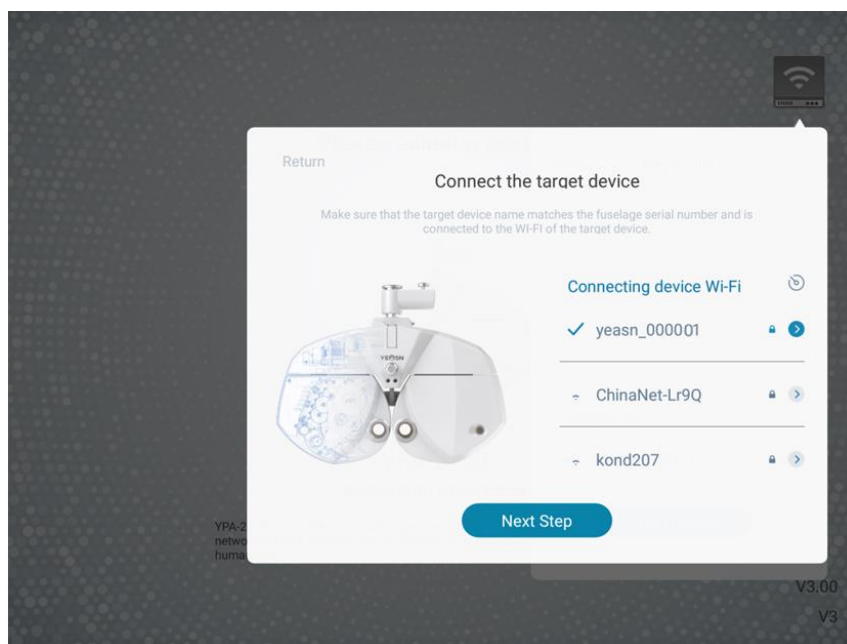 Return
Connect the target device
Make sure that the target device name matches the fuselage serial number and is
connected to the WI-FI of the target device.
Connecting device Wi-Fi
YEASN
yeasn_000001
ChinaNet-Lr9Q
kond207
Next Step
YPA-2
netwo
huma
V3.00
V3